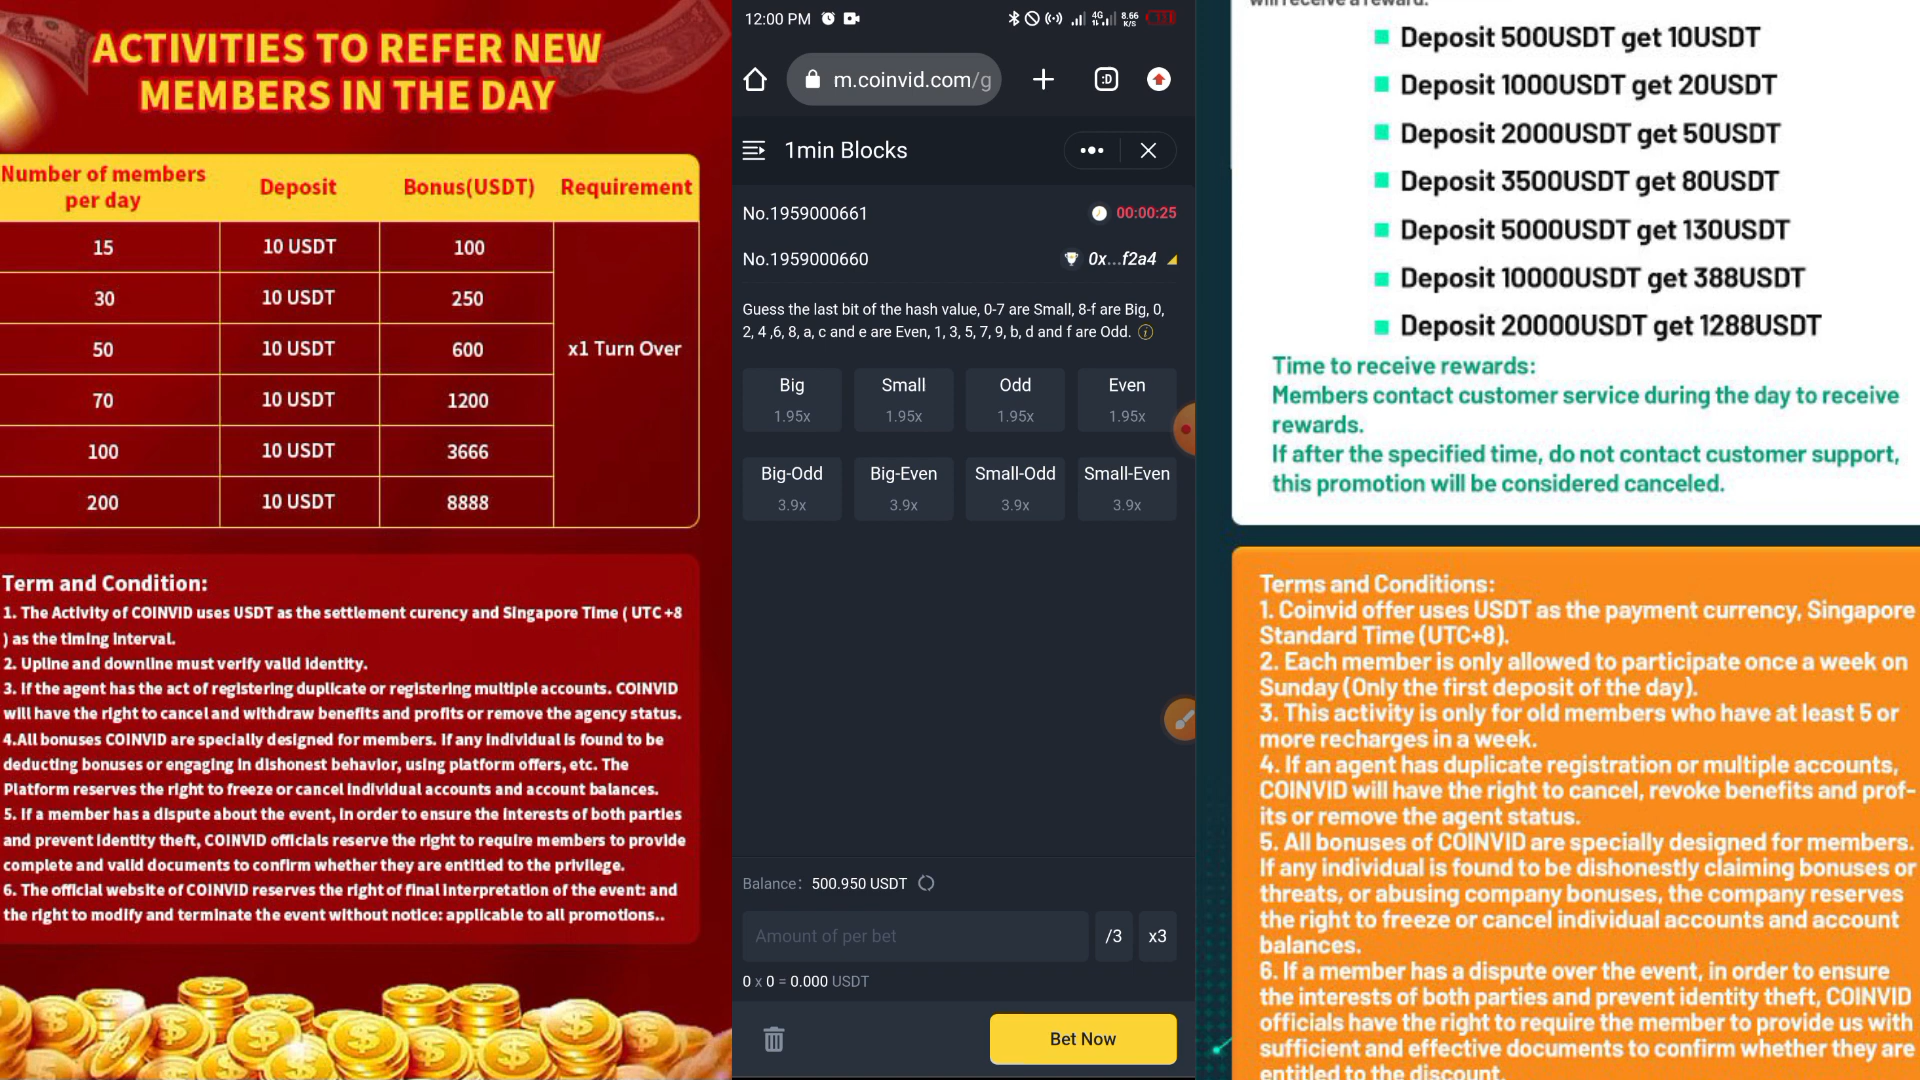 ACTIVITIES TO REFER NEW
MEMBERS IN THE DAY
Number of members
per day
Deposit
Bonus(USDT)
Requirement
15
10 USDT
100
30
10 USDT
250
50
10 USDT
600
x1 Turn Over
70
10 USDT
1200
100
10 USDT
3666
200
10 USDT
8888
Term and Condition:
1. The Activity of COINVID uses USDT as the settlement curency and Singapore Time ( UTC +8
) as the timing interval.
2. Upline and downline must verify valid identity.
3. If the agent has the act of registering duplicate or registering multiple accounts. COINVID
will have the right to cancel and withdraw benefits and profits or remove the agency status.
4.All bonuses COINVID are specially designed for members. If any individual is found to be
deducting bonuses or engaging in dishonest behavior, using platform offers, etc. The
Platform reserves the right to freeze or cancel individual accounts and account balances.
5. If a member has a dispute about the event, in order to ensure the interests of both parties
and prevent identity theft, COINVID officials reserve the right to require members to provide
complete and valid documents to confirm whether they are entitled to the privilege.
6. The official website of COINVID reserves the right of final interpretation of the event: and
the right to modify and terminate the event without notice: applicable to all promotions..
12:00 PM
4G
8.66
K/S
m.coinvid.com/g
:D
1min Blocks
No.1959000661
00:00:25
No.1959000660
0x...f2a4
Guess the last bit of the hash value, 0-7 are Small, 8-f are Big, 0,
2, 4 ,6, 8, a, c and e are Even, 1, 3, 5, 7, 9, b, d and f are Odd.
Big
Small
Odd
Even
1.95x
1.95x
1.95x
1.95x
Big-Odd
Big-Even
Small-Odd
Small-Even
3.9x
3.9x
3.9x
3.9x
Balance: 500.950 USDT
Amount of per bet
/3
x3
0 x 0 = 0.000 USDT
Bet Now
will receive a reward.
Deposit 500USDT get 10USDT
Deposit 1000USDT get 20USDT
Deposit 2000USDT get 50USDT
Deposit 3500USDT get 80USDT
Deposit 5000USDT get 130USDT
Deposit 10000USDT get 388USDT
Deposit 20000USDT get 1288USDT
Time to receive rewards:
Members contact customer service during the day to receive
rewards.
If after the specified time, do not contact customer support,
this promotion will be considered canceled.
Terms and Conditions:
1. Coinvid offer uses USDT as the payment currency, Singapore
Standard Time (UTC+8).
2. Each member is only allowed to participate once a week on
Sunday (Only the first deposit of the day).
3. This activity is only for old members who have at least 5 or
more recharges in a week.
4. If an agent has duplicate registration or multiple accounts,
COINVID will have the right to cancel, revoke benefits and prof-
its or remove the agent status.
5. All bonuses of COINVID are specially designed for members.
If any individual is found to be dishonestly claiming bonuses or
threats, or abusing company bonuses, the company reserves
the right to freeze or cancel individual accounts and account
balances.
6. If a member has a dispute over the event, in order to ensure
the interests of both parties and prevent identity theft, COINVID
officials have the right to require the member to provide us with
sufficient and effective documents to confirm whether they are
entitled to the discount.